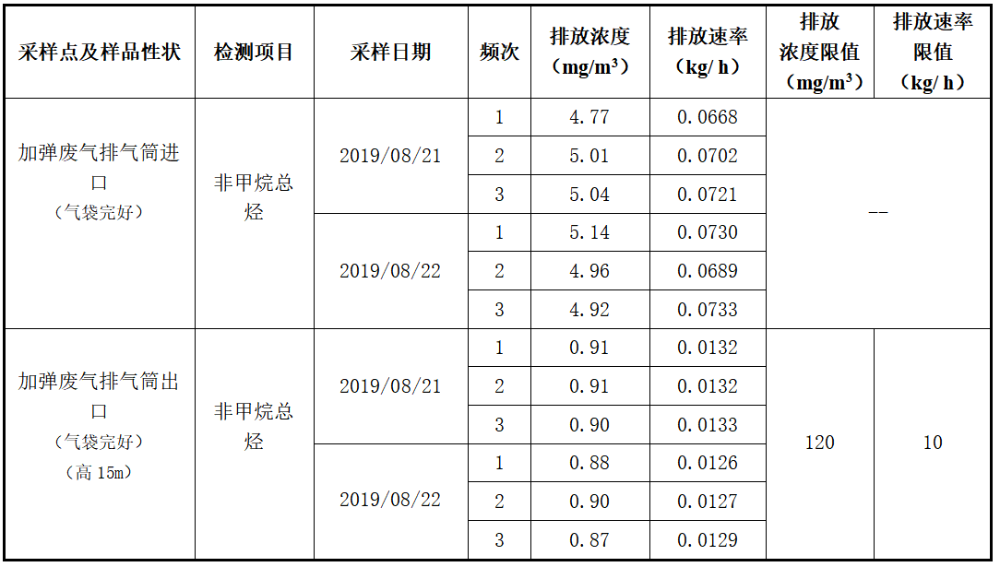 采样点及样品性状 检测项目 采样日期 频次 排放浓度（mg/m³） 排放速率（kg/ h） 排放浓度限值（mg/m³） 排放速率限值（kg/ h）
加弹废气排气筒进口（气袋完好） 非甲烷总烃 2019/08/21 1 4.77 0.0668 --
2 5.01 0.0702
3 5.04 0.0721
2019/08/22 1 5.14 0.0730
2 4.96 0.0689
3 4.92 0.0733
加弹废气排气筒出口（气袋完好）（高 15m） 非甲烷总烃 2019/08/21 1 0.91 0.0132 120 10
2 0.91 0.0132
3 0.90 0.0133
2019/08/22 1 0.88 0.0126
2 0.90 0.0127
3 0.87 0.0129